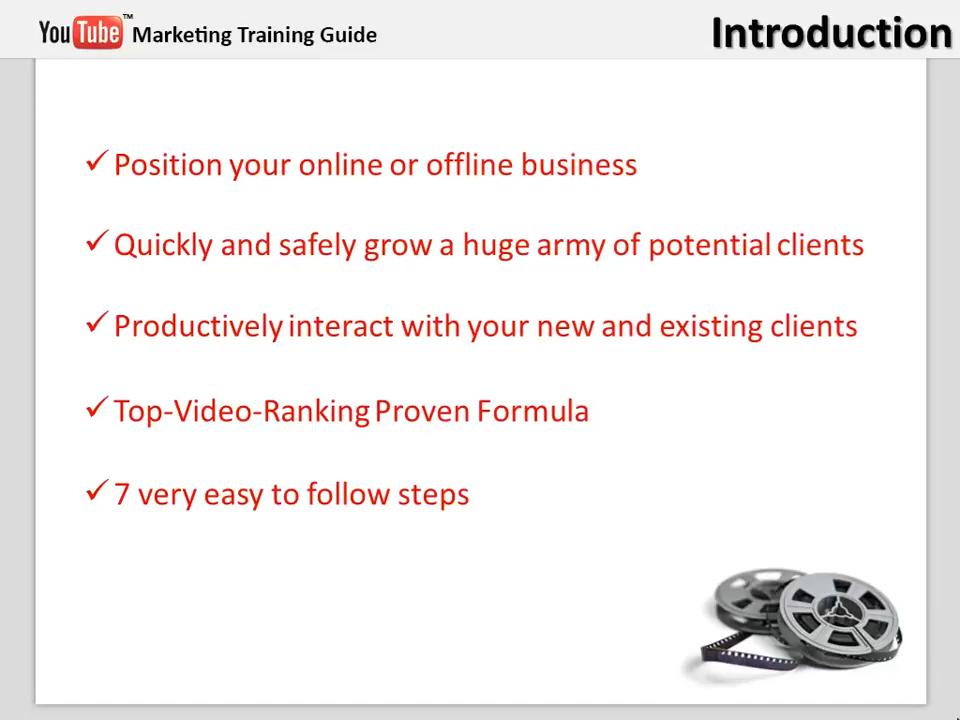 YouTube™ Marketing Training Guide
Introduction
✓ Position your online or offline business
✓ Quickly and safely grow a huge army of potential clients
✓ Productively interact with your new and existing clients
✓ Top-Video-Ranking Proven Formula
✓ 7 very easy to follow steps